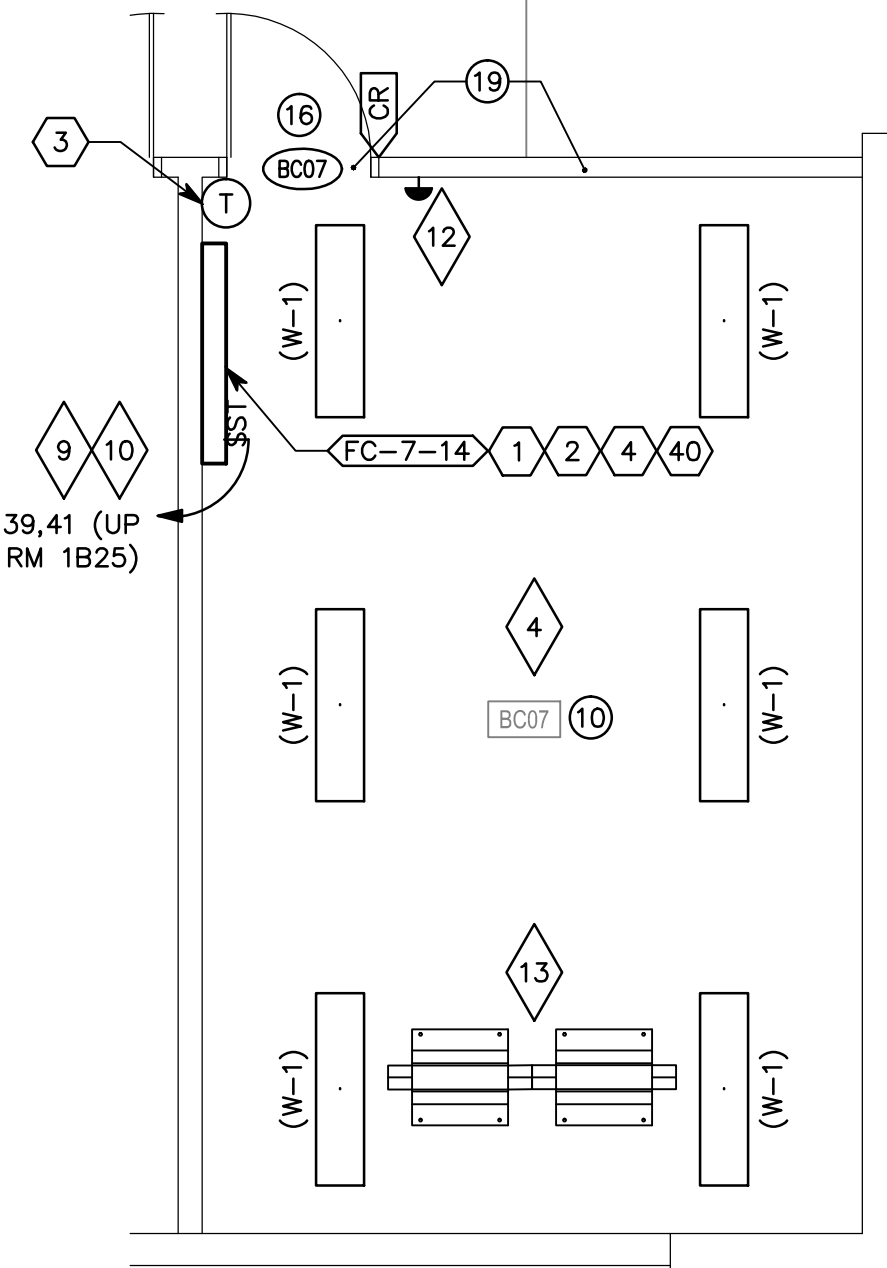 CR
19
16
3
BC07
T
12
(W-1)
(W-1)
$ST
9 10
FC-7-14 1 2 4 40
39,41 (UP
RM 1B25)
4
(W-1)
(W-1)
BC07 10
13
(W-1)
(W-1)